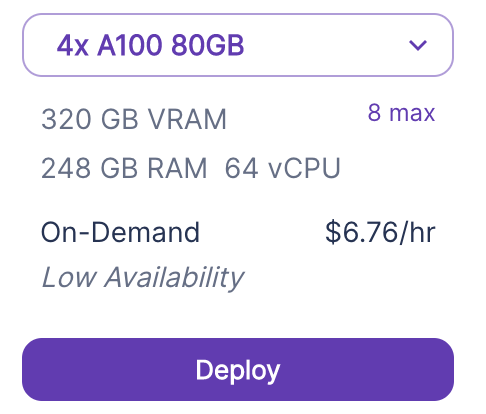 4x A100 80GB
320 GB VRAM 8 max
248 GB RAM 64 vCPU
On-Demand $6.76/hr
Low Availability
Deploy